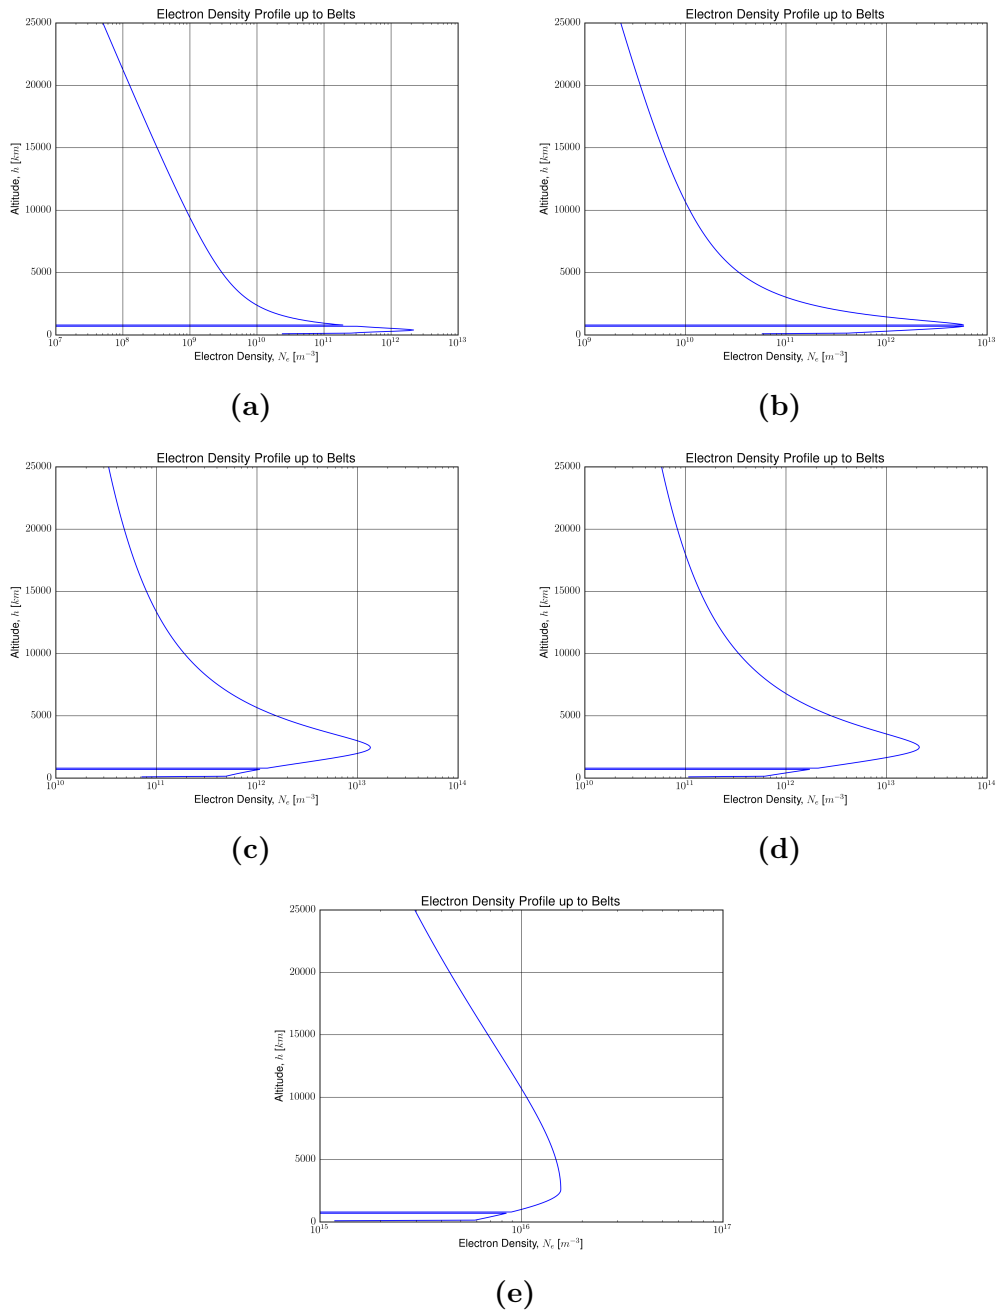 Electron Density Profile up to Belts
25000
20000
15000
10000
5000
0
Altitude, h [km]
10^7 10^8 10^9 10^10 10^11 10^12 10^13
Electron Density, N_e [m^−3]
(a)
Electron Density Profile up to Belts
25000
20000
15000
10000
5000
0
Altitude, h [km]
10^9 10^10 10^11 10^12 10^13
Electron Density, N_e [m^−3]
(b)
Electron Density Profile up to Belts
25000
20000
15000
10000
5000
0
Altitude, h [km]
10^10 10^11 10^12 10^13 10^14
Electron Density, N_e [m^−3]
(c)
Electron Density Profile up to Belts
25000
20000
15000
10000
5000
0
Altitude, h [km]
10^10 10^11 10^12 10^13 10^14
Electron Density, N_e [m^−3]
(d)
Electron Density Profile up to Belts
25000
20000
15000
10000
5000
0
Altitude, h [km]
10^15 10^16 10^17
Electron Density, N_e [m^−3]
(e)